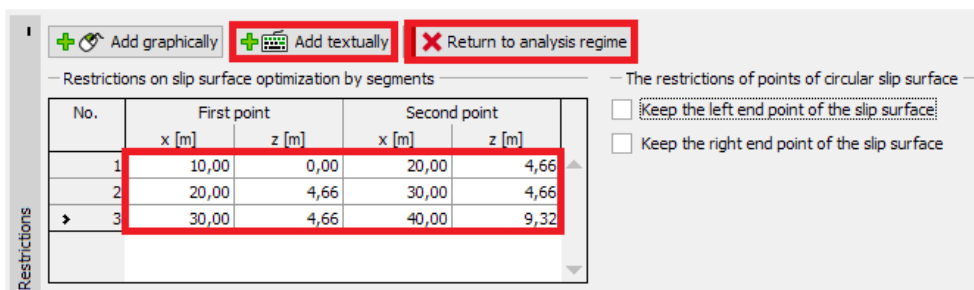 Add graphically Add textually Return to analysis regime
Restrictions on slip surface optimization by segments
No. First point Second point
x [m] z [m] x [m] z [m]
1 10,00 0,00 20,00 4,66
2 20,00 4,66 30,00 4,66
3 30,00 4,66 40,00 9,32
The restrictions of points of circular slip surface
Keep the left end point of the slip surface
Keep the right end point of the slip surface
Restrictions